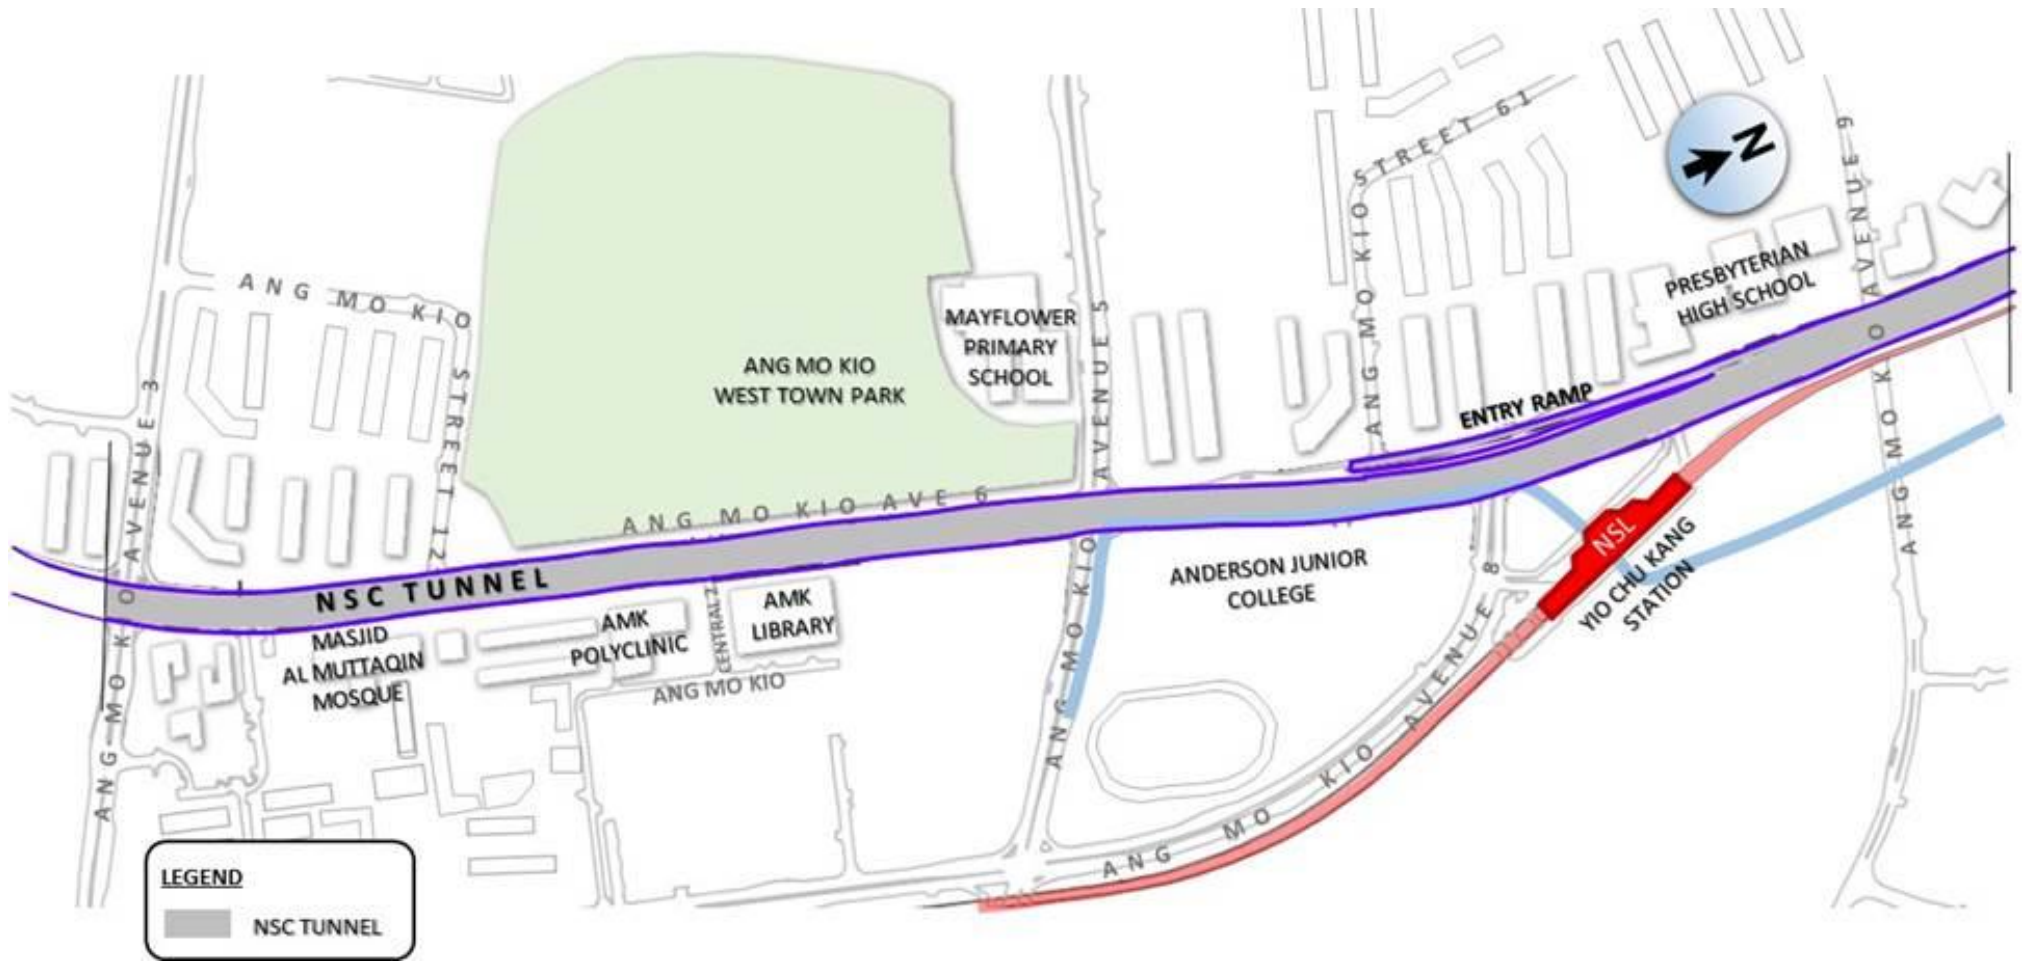 STREET 61
ANG MO KIO
N
ANG MO KIO AVENUE 9
ANG MO KIO
STREET 12
ANG MO KIO AVENUE 3
ANG MO KIO AVENUE 5
PRESBYTERIAN
HIGH SCHOOL
MAYFLOWER
PRIMARY
SCHOOL
ANG MO KIO
WEST TOWN PARK
ENTRY RAMP
ANG MO KIO AVE 6
NSC TUNNEL
NSL
YIO CHU KANG
STATION
ANDERSON JUNIOR
COLLEGE
MASJID
AL MUTTAQIN
MOSQUE
AMK
POLYCLINIC
AMK
LIBRARY
CENTRAL 2
ANG MO KIO
ANG MO KIO AVENUE 8
LEGEND
NSC TUNNEL